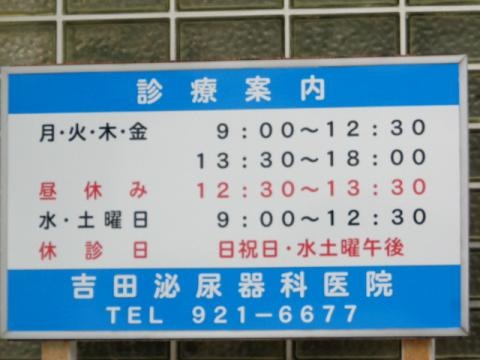 診療案内
月・火・木・金 9:00～12:30
13:30～18:00
昼休み 12:30～13:30
水・土曜日 9:00～12:30
休診日 日祝日・水土曜午後
吉田泌尿器科医院
TEL 921-6677